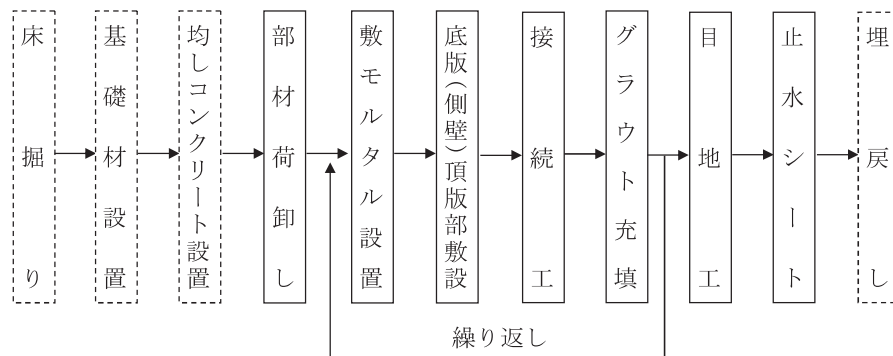 床掘り
基礎材設置
均しコンクリート設置
部材荷卸し
敷モルタル設置
底版(側壁)頂版部敷設
接続工
グラウト充填
目地工
止水シート
埋戻し
繰り返し